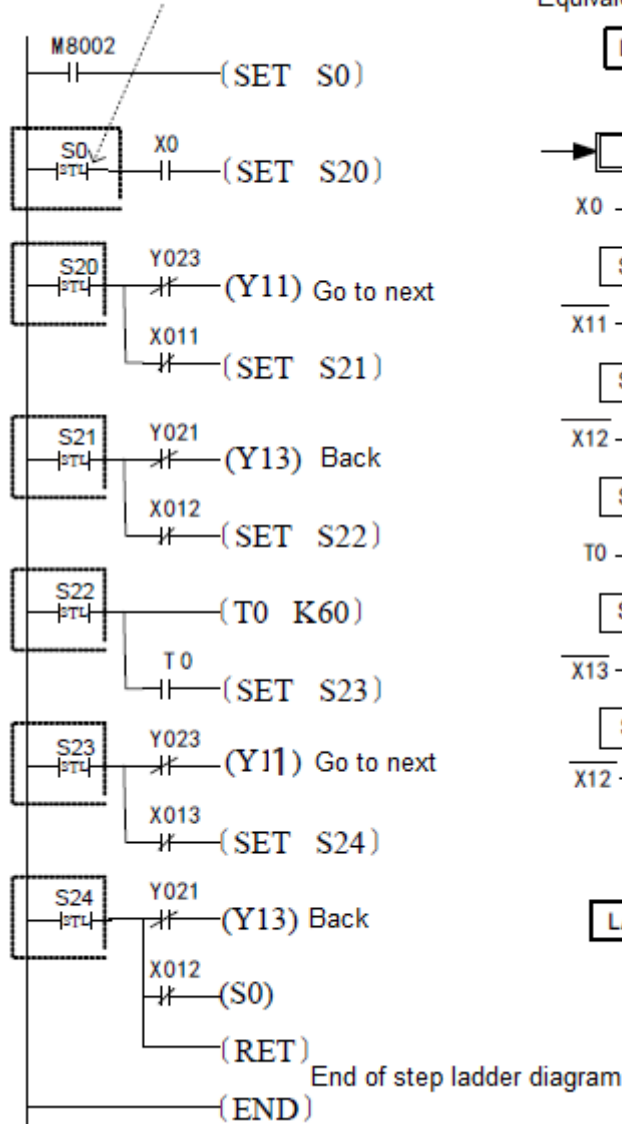 Equivale
M8002
(SET S0)
S0
STL
X0
(SET S20)
X0
S20
STL
Y023
(Y11) Go to next
X011
(SET S21)
X11
S21
STL
Y021
(Y13) Back
X012
(SET S22)
X12
S22
STL
(T0 K60)
T0
T0
(SET S23)
S23
STL
Y023
(Y11) Go to next
X013
(SET S24)
X13
X12
S24
STL
Y021
(Y13) Back
X012
(S0)
(RET)
End of step ladder diagram
(END)